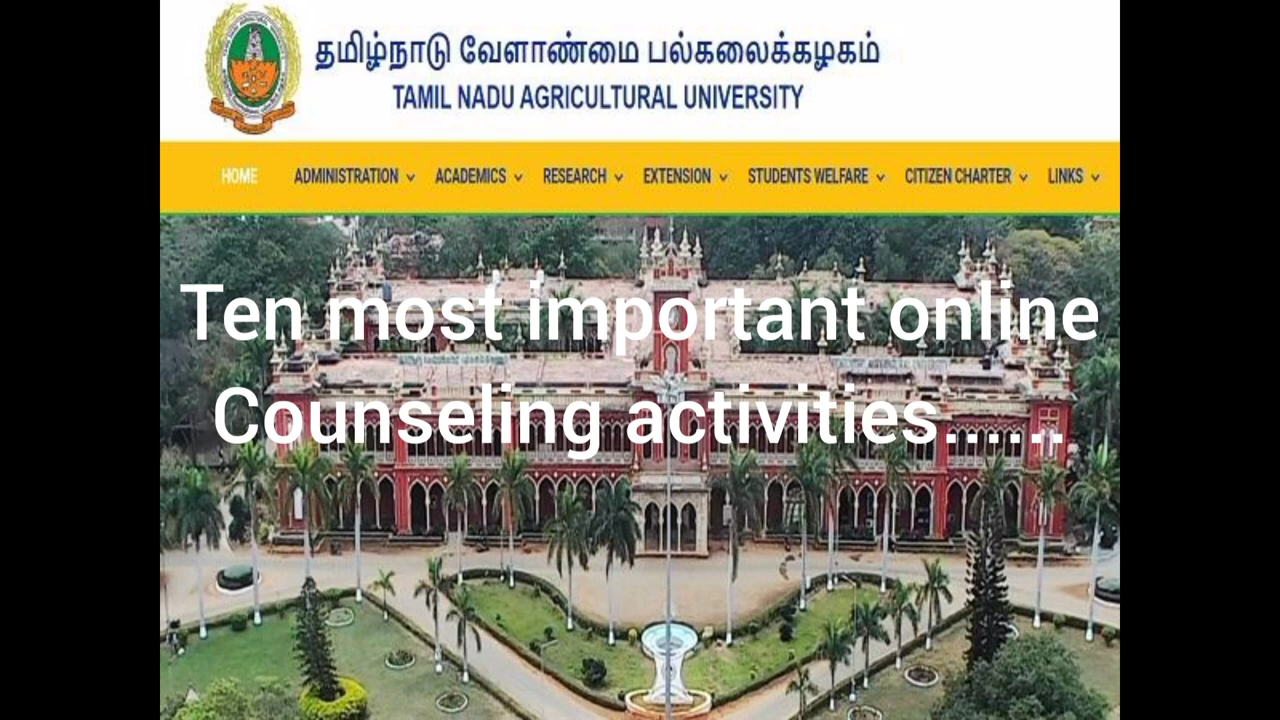 தமிழ்நாடு வேளாண்மை பல்கலைக்கழகம்
TAMIL NADU AGRICULTURAL UNIVERSITY
HOME ADMINISTRATION ACADEMICS RESEARCH EXTENSION STUDENTS WELFARE CITIZEN CHARTER LINKS
Ten most important online
Counseling activities......